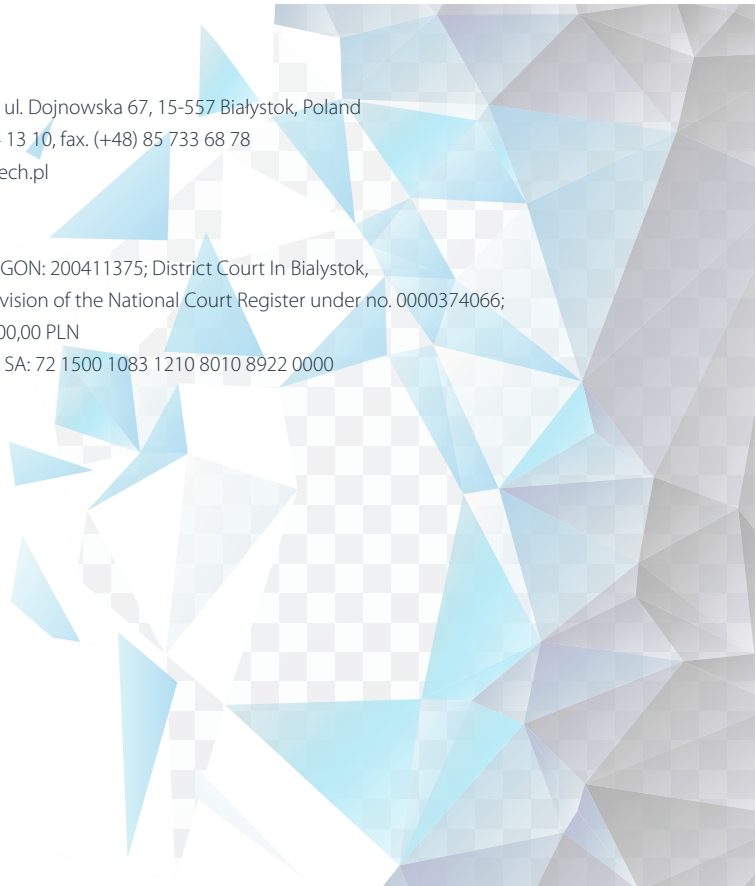 ul. Dojnowska 67, 15-557 Białystok, Poland
13 10, fax. (+48) 85 733 68 78
ech.pl
GON: 200411375; District Court In Bialystok,
vision of the National Court Register under no. 0000374066;
00,00 PLN
SA: 72 1500 1083 1210 8010 8922 0000